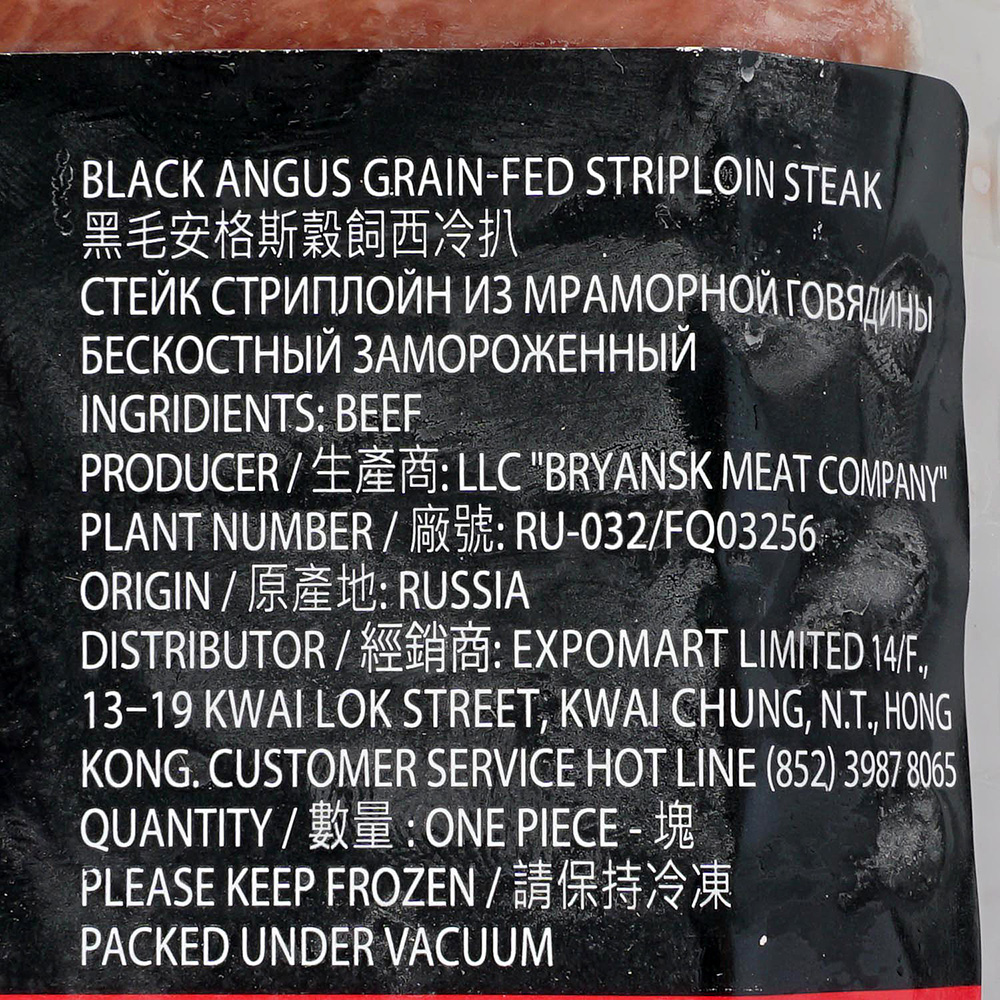 BLACK ANGUS GRAIN-FED STRIPLOIN STEAK
黑毛安格斯穀飼西冷扒
СТЕЙК СТРИПЛОЙН ИЗ МРАМОРНОЙ ГОВЯДИНЫ
БЕСКОСТНЫЙ ЗАМОРОЖЕННЫЙ
INGRIDIENTS: BEEF
PRODUCER / 生產商: LLC "BRYANSK MEAT COMPANY"
PLANT NUMBER / 廠號: RU-032/FQ03256
ORIGIN / 原產地: RUSSIA
DISTRIBUTOR / 經銷商: EXPOMART LIMITED 14/F.,
13–19 KWAI LOK STREET, KWAI CHUNG, N.T., HONG
KONG. CUSTOMER SERVICE HOT LINE (852) 3987 8065
QUANTITY / 數量 : ONE PIECE - 塊
PLEASE KEEP FROZEN / 請保持冷凍
PACKED UNDER VACUUM